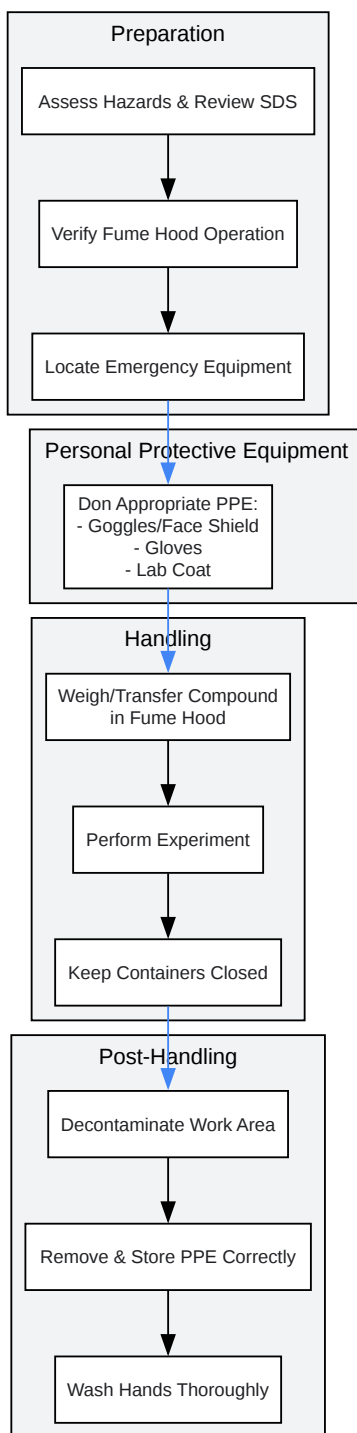 Preparation
Assess Hazards & Review SDS
Verify Fume Hood Operation
Locate Emergency Equipment
Personal Protective Equipment
Don Appropriate PPE:
- Goggles/Face Shield
- Gloves
- Lab Coat
Handling
Weigh/Transfer Compound
in Fume Hood
Perform Experiment
Keep Containers Closed
Post-Handling
Decontaminate Work Area
Remove & Store PPE Correctly
Wash Hands Thoroughly